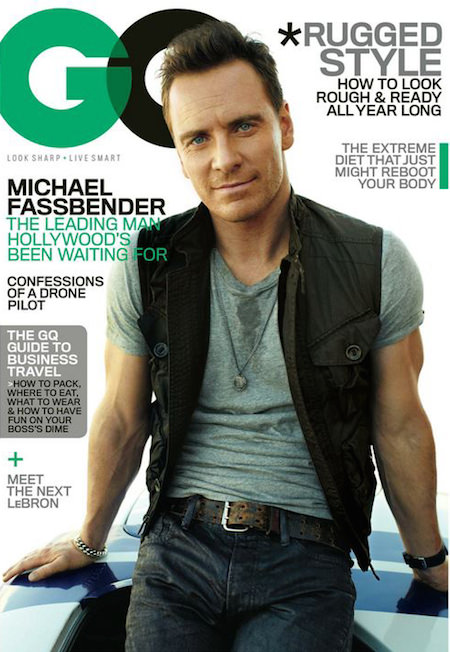 GQ
LOOK SHARP + LIVE SMART
*RUGGED
STYLE
HOW TO LOOK
ROUGH & READY
ALL YEAR LONG
THE EXTREME
DIET THAT JUST
MIGHT REBOOT
YOUR BODY
MICHAEL
FASSBENDER
THE LEADING MAN
HOLLYWOOD'S
BEEN WAITING FOR
CONFESSIONS
OF A DRONE
PILOT
THE GQ
GUIDE TO
BUSINESS
TRAVEL
>HOW TO PACK,
WHERE TO EAT,
WHAT TO WEAR
& HOW TO HAVE
FUN ON YOUR
BOSS'S DIME
+
MEET
THE NEXT
LeBRON